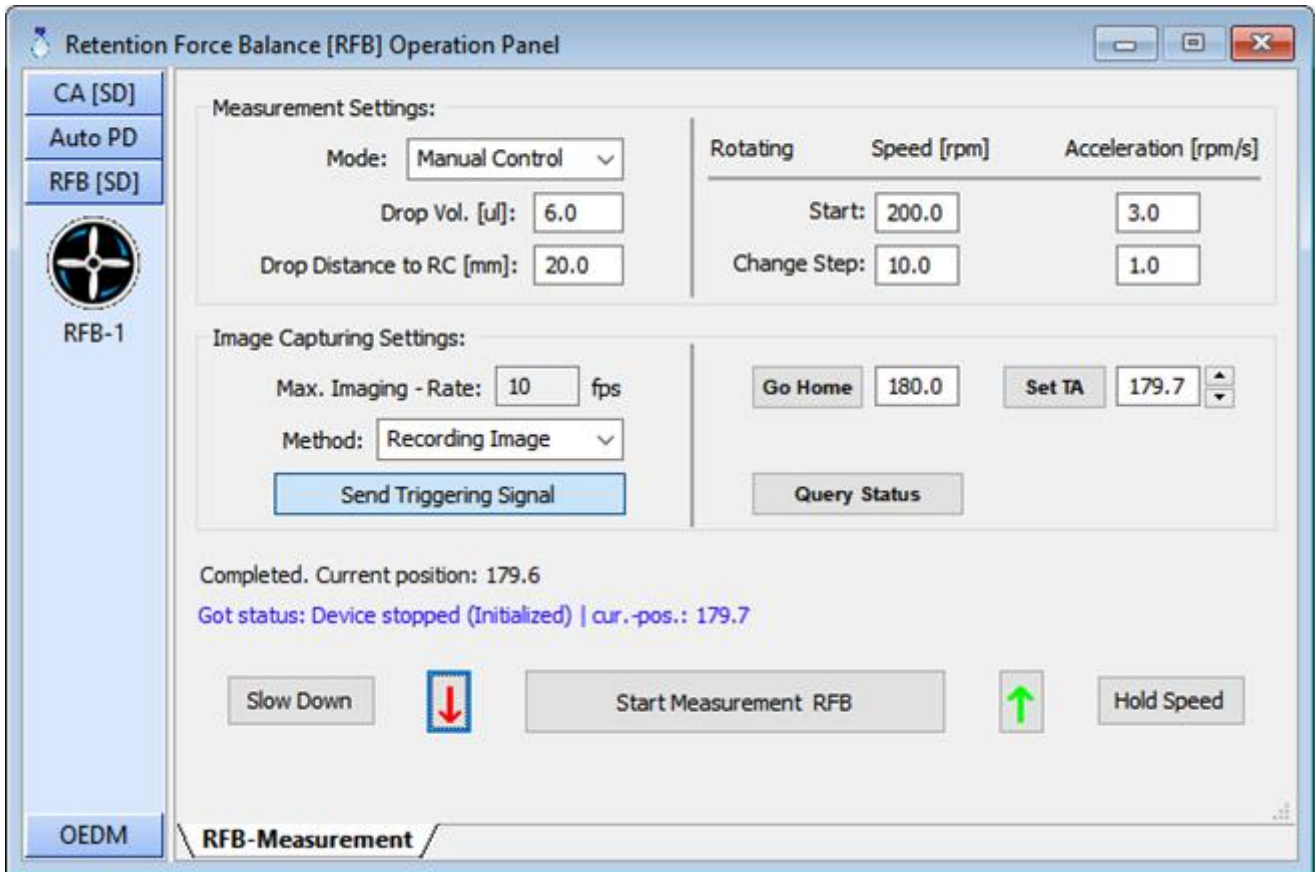 Retention Force Balance [RFB] Operation Panel
CA [SD]
Auto PD
RFB [SD]
RFB-1
OEDM
Measurement Settings:
Mode: Manual Control
Drop Vol. [ul]: 6.0
Drop Distance to RC [mm]: 20.0
Rotating Speed [rpm] Acceleration [rpm/s]
Start: 200.0 3.0
Change Step: 10.0 1.0
Image Capturing Settings:
Max. Imaging - Rate: 10 fps
Method: Recording Image
Send Triggering Signal
Go Home 180.0 Set TA 179.7
Query Status
Completed. Current position: 179.6
Got status: Device stopped (Initialized) | cur.-pos.: 179.7
Slow Down Start Measurement RFB Hold Speed
RFB-Measurement